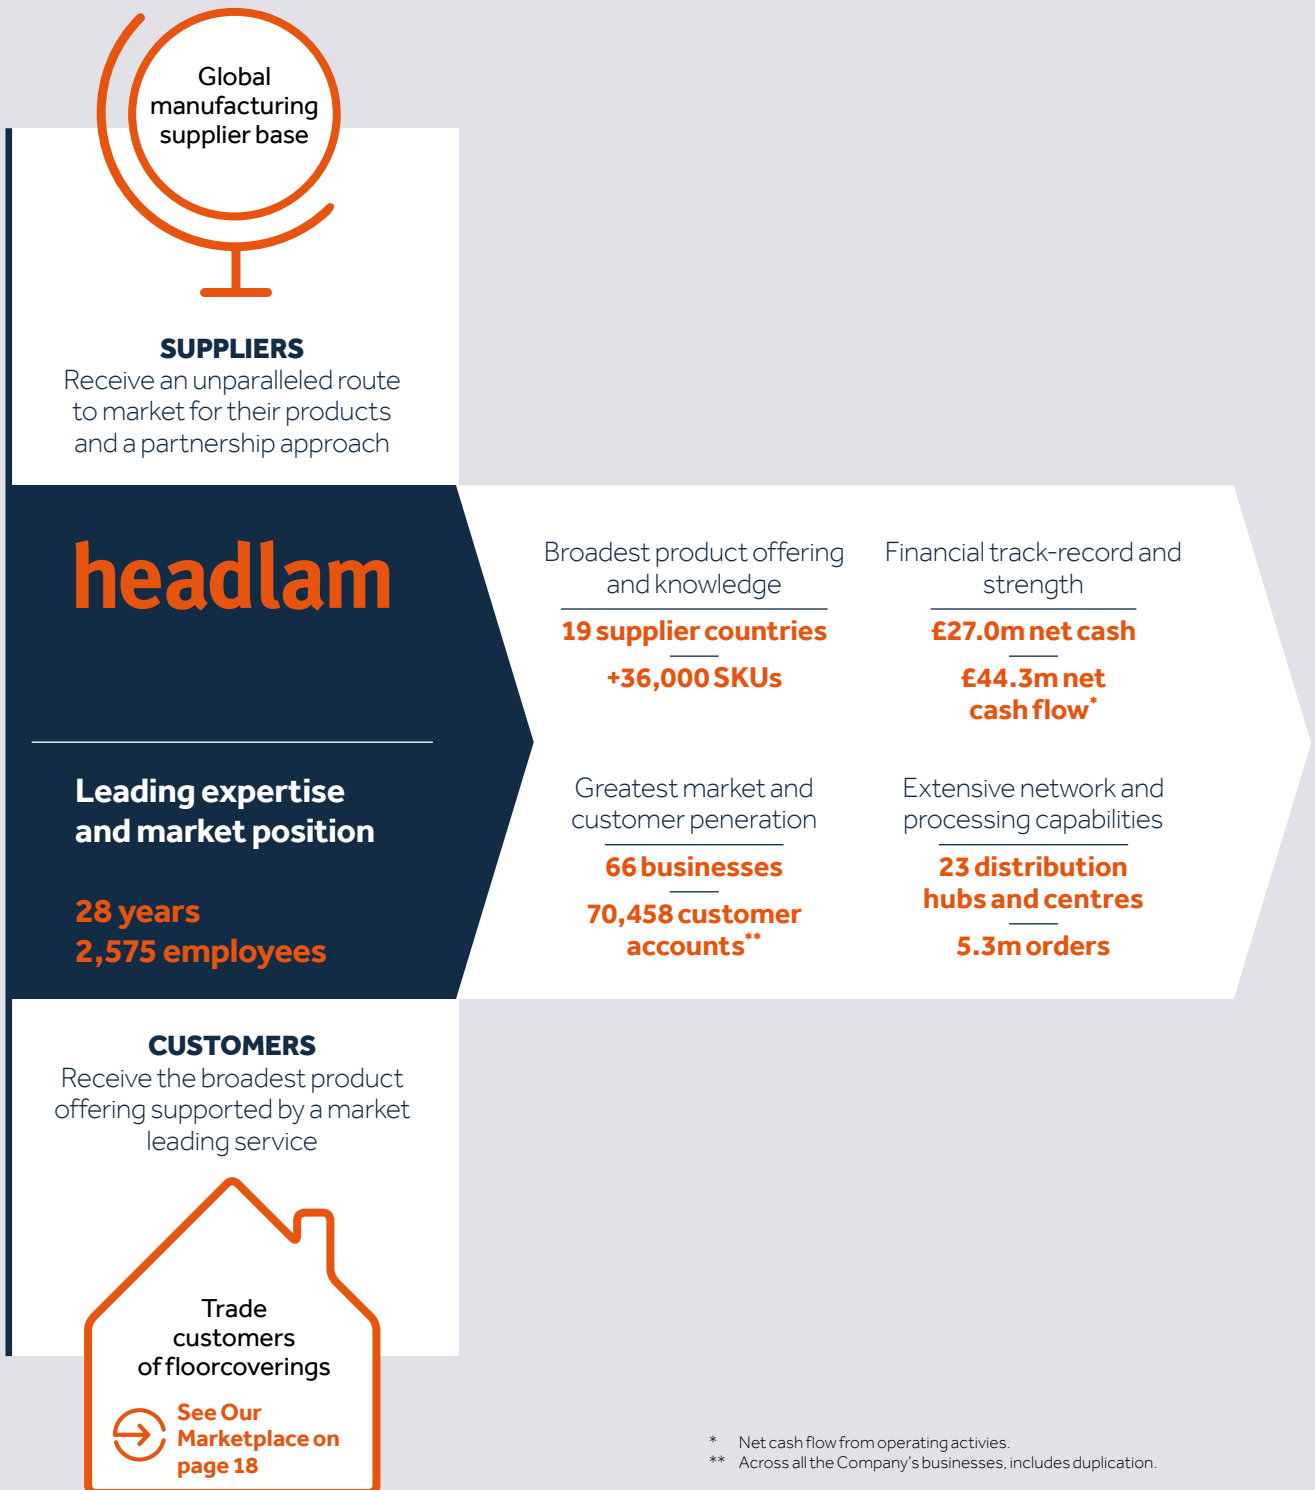 Global
manufacturing
supplier base
SUPPLIERS
Receive an unparalleled route
to market for their products
and a partnership approach
headlam
Leading expertise
and market position
28 years
2,575 employees
Broadest product offering
and knowledge
19 supplier countries
+36,000 SKUs
Financial track-record and
strength
£27.0m net cash
£44.3m net
cash flow*
Greatest market and
customer peneration
66 businesses
70,458 customer
accounts**
Extensive network and
processing capabilities
23 distribution
hubs and centres
5.3m orders
CUSTOMERS
Receive the broadest product
offering supported by a market
leading service
Trade
customers
of floorcoverings
See Our
Marketplace on
page 18
* Net cash flow from operating activies.
** Across all the Company's businesses, includes duplication.